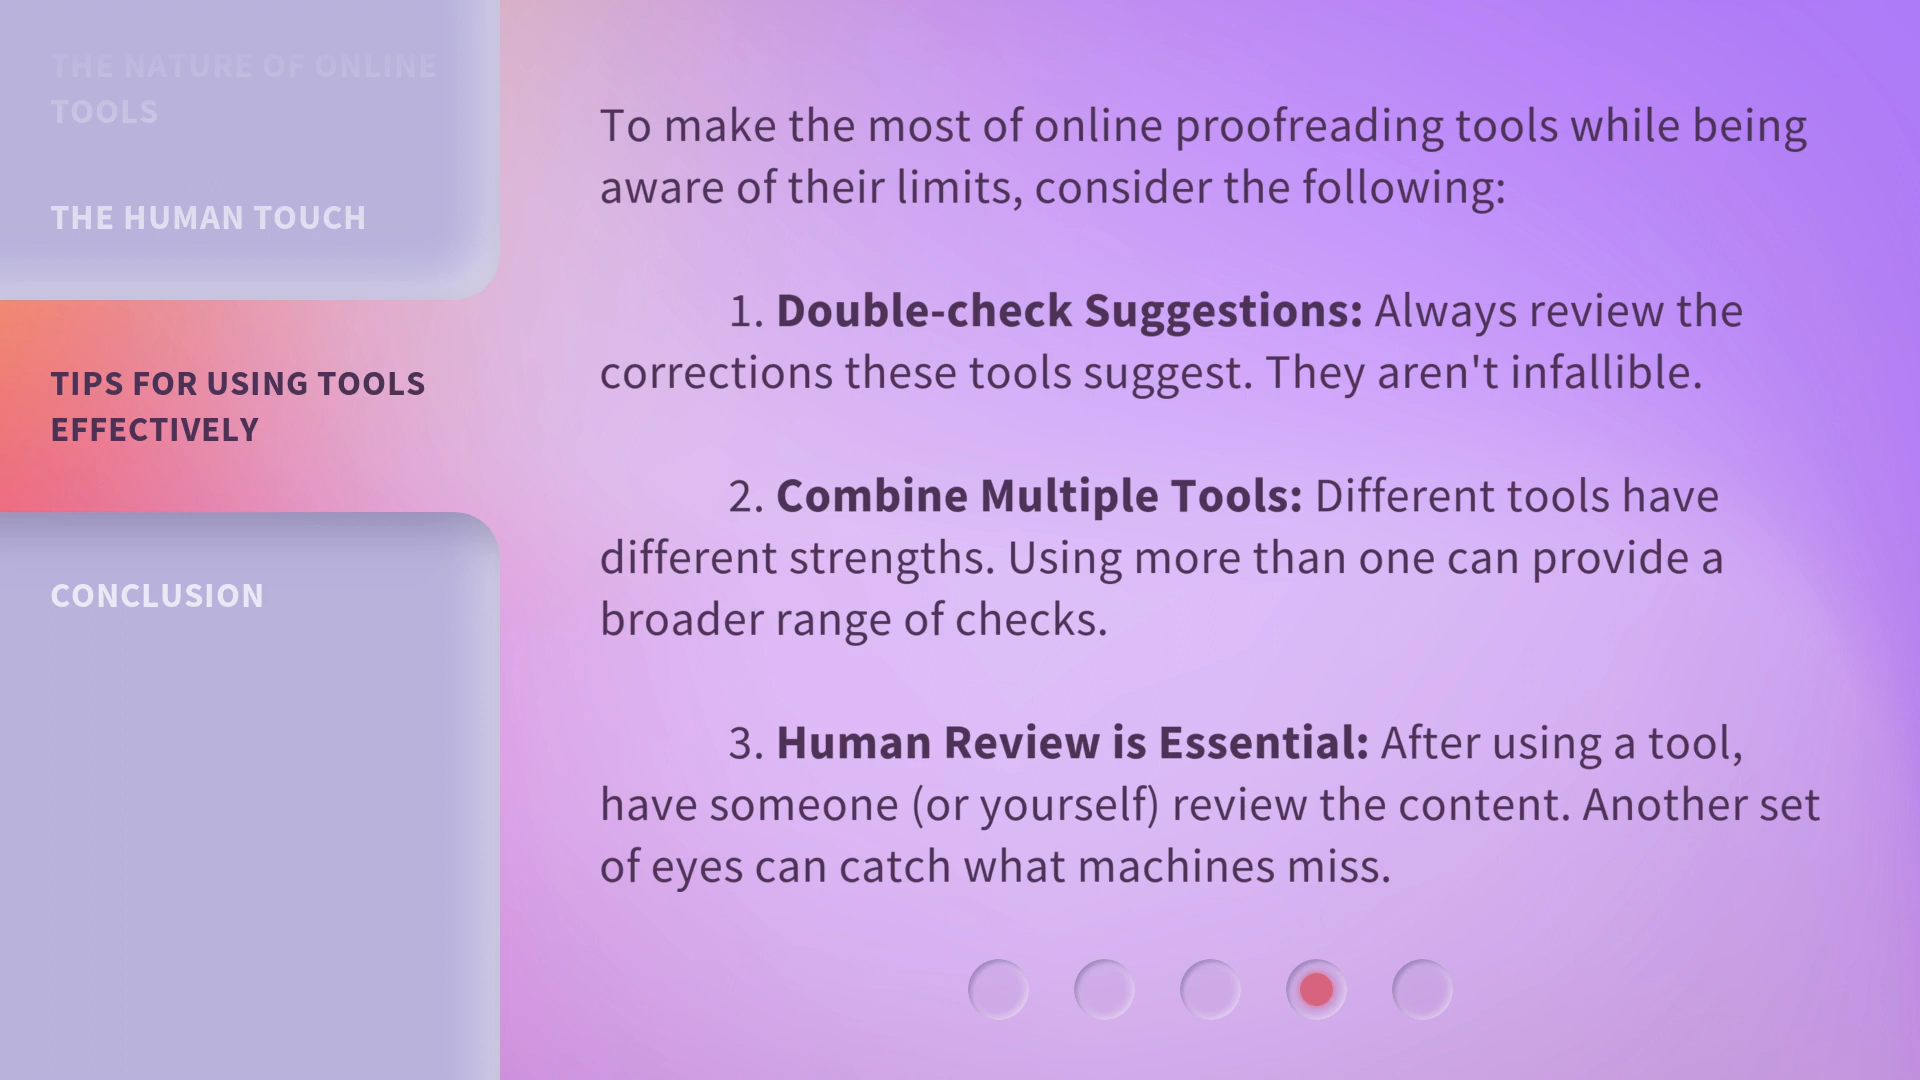 THE NATURE OF ONLINE
TOOLS
THE HUMAN TOUCH
TIPS FOR USING TOOLS
EFFECTIVELY
CONCLUSION
To make the most of online proofreading tools while being
aware of their limits, consider the following:
1. Double-check Suggestions: Always review the
corrections these tools suggest. They aren't infallible.
2. Combine Multiple Tools: Different tools have
different strengths. Using more than one can provide a
broader range of checks.
3. Human Review is Essential: After using a tool,
have someone (or yourself) review the content. Another set
of eyes can catch what machines miss.